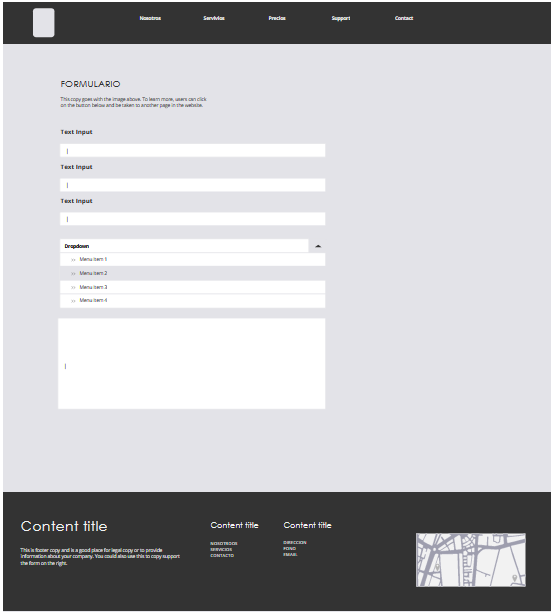 Nosotros
Servivios
Precios
Support
Contact
FORMULARIO
This copy goes with the image above. To learn more, users can click
on the button below and be taken to another page in the website.
Text Input
Text Input
Text Input
Dropdown
>> Menu item 1
>> Menu item 2
>> Menu item 3
>> Menu item 4
Content title
This is footer copy and is a good place for legal copy or to provide
information about your company. You could also use this to copy support
the form on the right.
Content title
NOSOTROOS
SERVICIOS
CONTACTO
Content title
DIRECCION
FONO
EMAIL